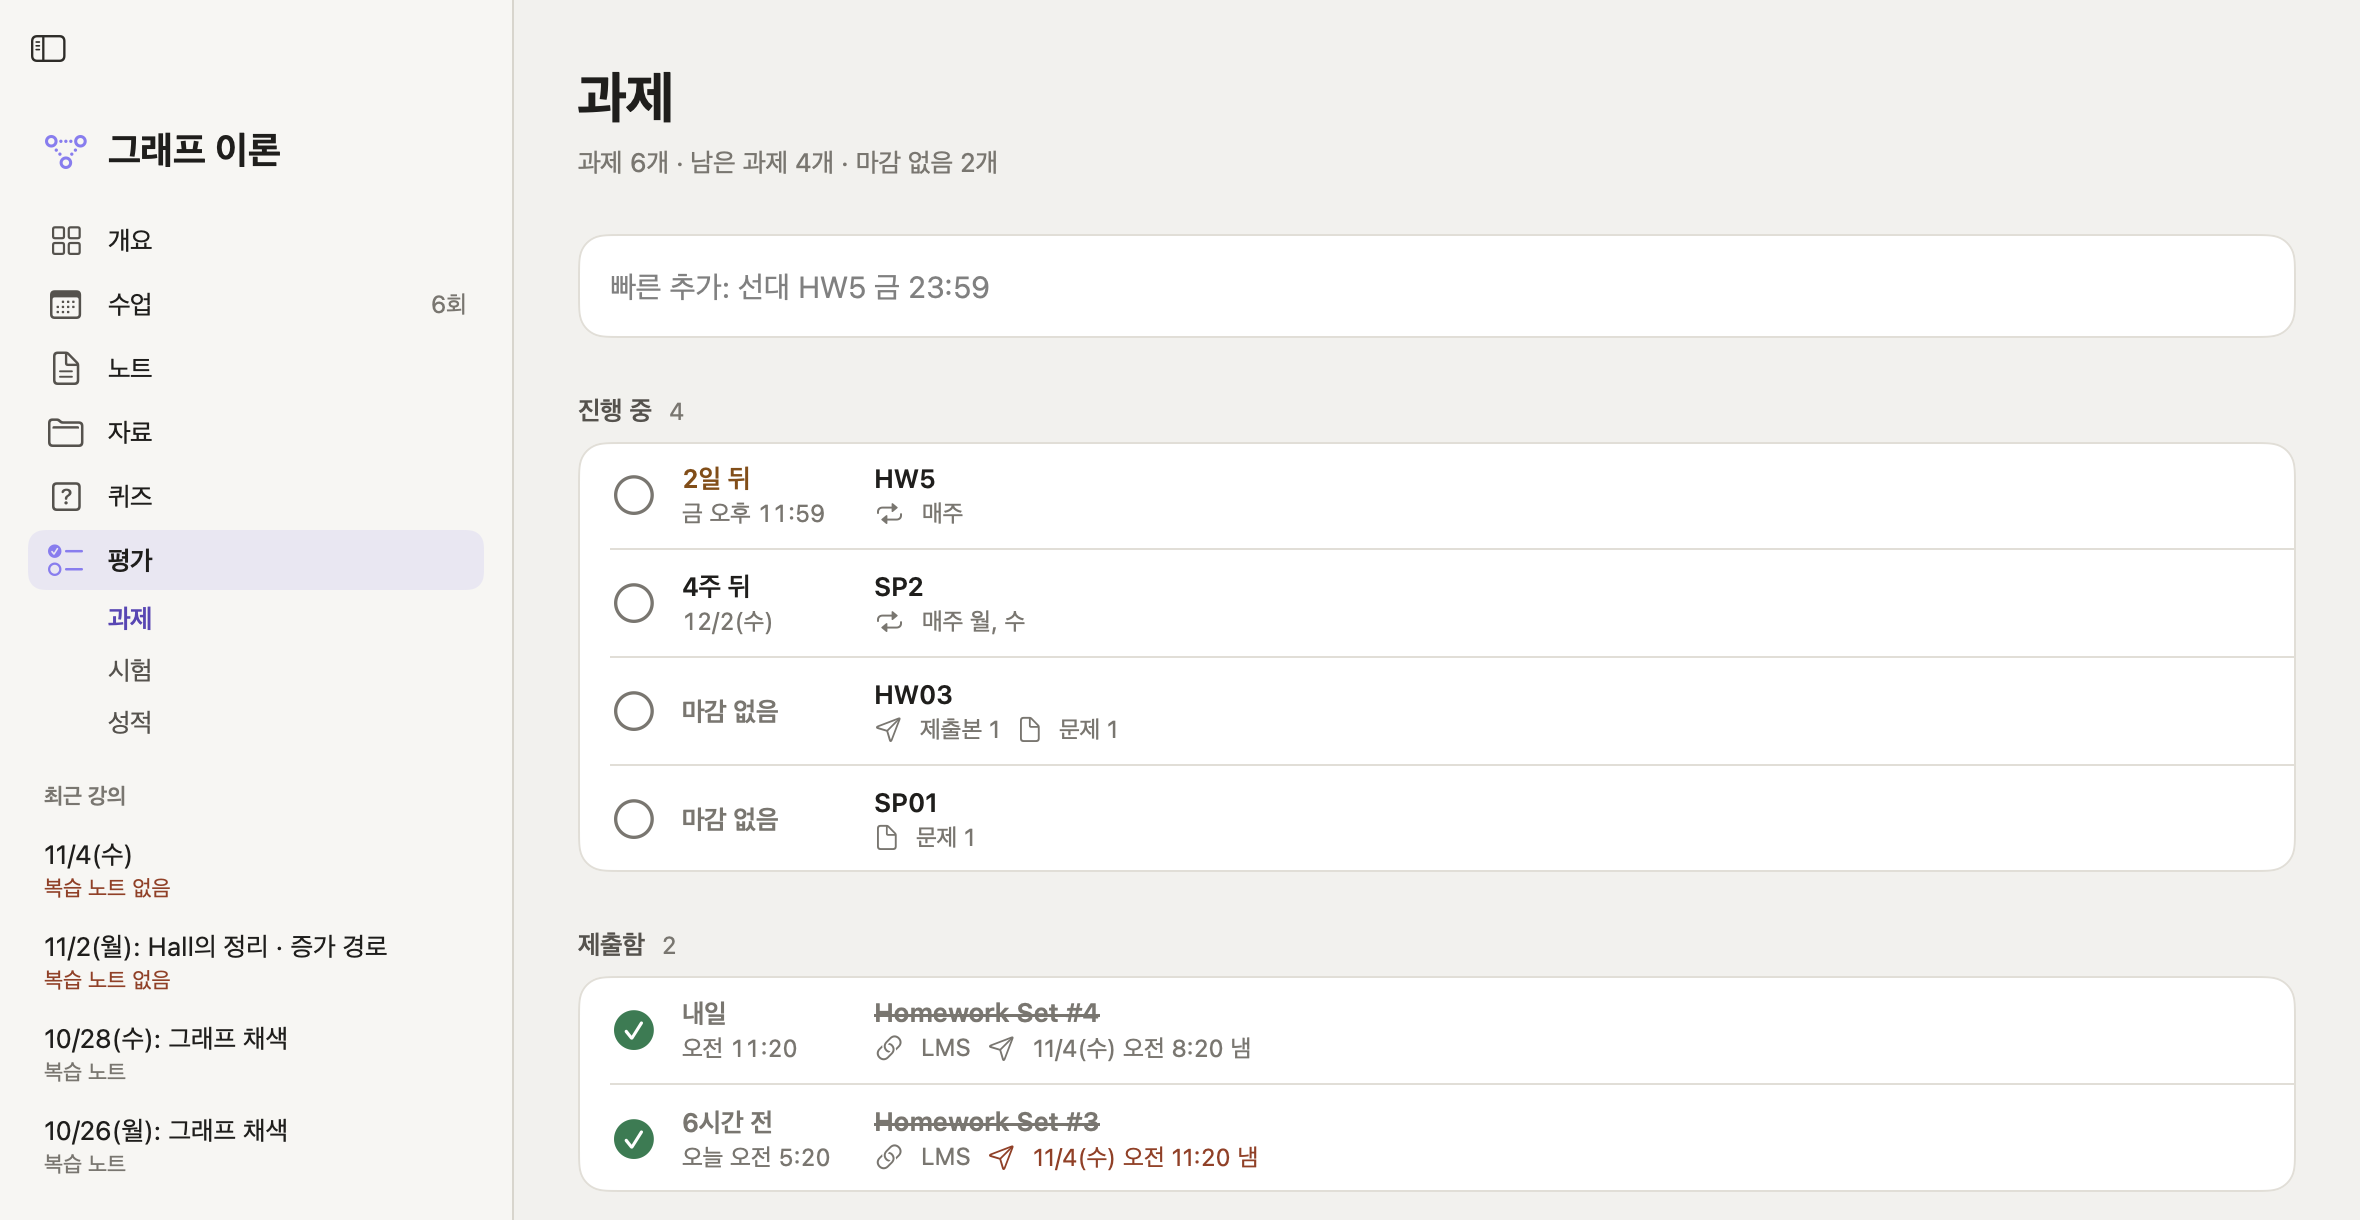 그래프 이론
개요
수업 6회
노트
자료
퀴즈
평가
과제
시험
성적
최근 강의
11/4(수)
복습 노트 없음
11/2(월): Hall의 정리 · 증가 경로
복습 노트 없음
10/28(수): 그래프 채색
복습 노트
10/26(월): 그래프 채색
복습 노트
과제
과제 6개 · 남은 과제 4개 · 마감 없음 2개
빠른 추가: 선대 HW5 금 23:59
진행 중 4
2일 뒤 HW5
금 오후 11:59 매주
4주 뒤 SP2
12/2(수) 매주 월, 수
마감 없음 HW03
제출본 1 문제 1
마감 없음 SP01
문제 1
제출함 2
내일 Homework Set #4
오전 11:20 LMS 11/4(수) 오전 8:20 냄
6시간 전 Homework Set #3
오늘 오전 5:20 LMS 11/4(수) 오전 11:20 냄